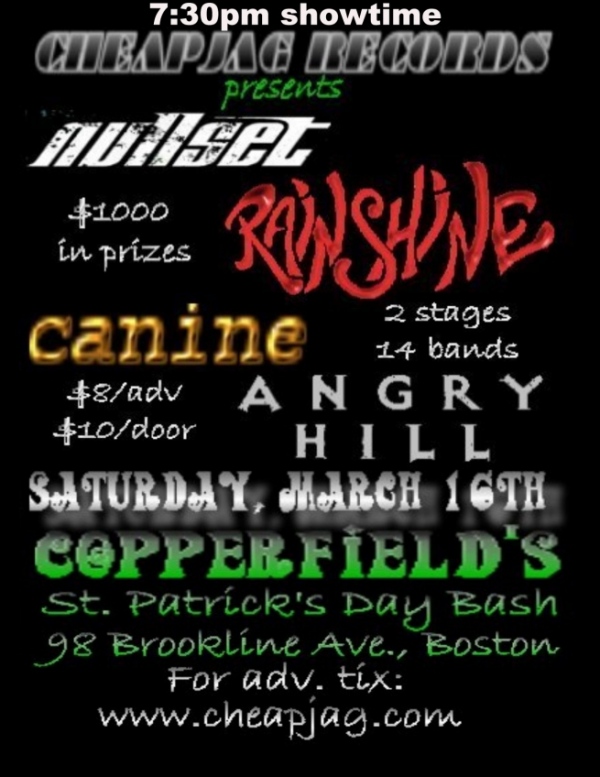 7:30pm showtime
CHEAPJAG RECORDS
presents
nullset
$1000
in prizes
RAINSHINE
canine
2 stages
14 bands
$8/adv
$10/door
ANGRY
HILL
SATURDAY, MARCH 16TH
COPPERFIELD'S
St. Patrick's Day Bash
98 Brookline Ave., Boston
For adv. tix:
www.cheapjag.com